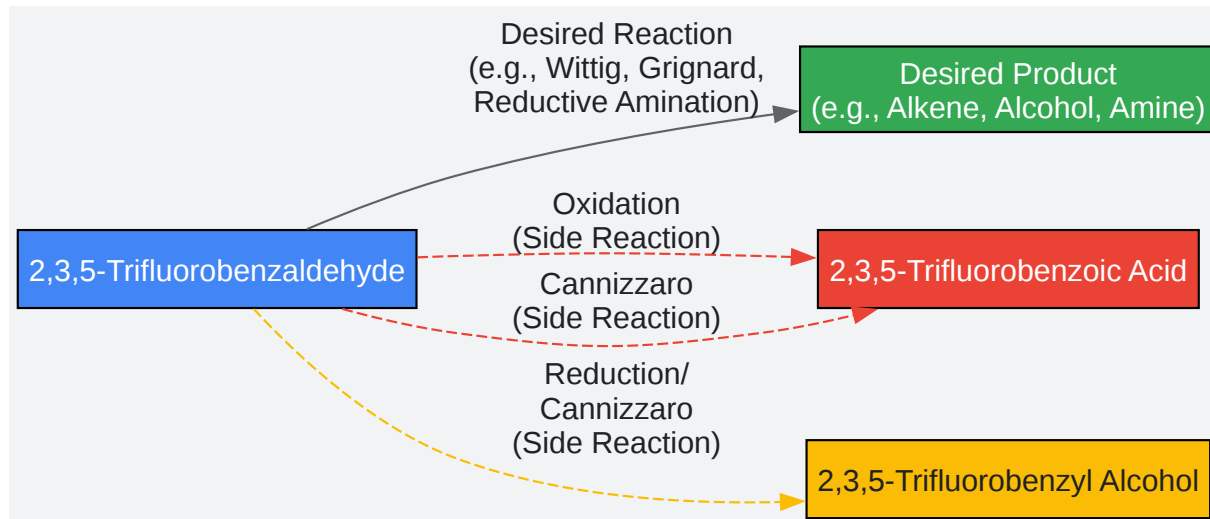 Desired Reaction
(e.g., Wittig, Grignard,
Reductive Amination)
Desired Product
(e.g., Alkene, Alcohol, Amine)
2,3,5-Trifluorobenzaldehyde
Oxidation
(Side Reaction)
Cannizzaro
(Side Reaction)
2,3,5-Trifluorobenzoic Acid
Reduction/
Cannizzaro
(Side Reaction)
2,3,5-Trifluorobenzyl Alcohol